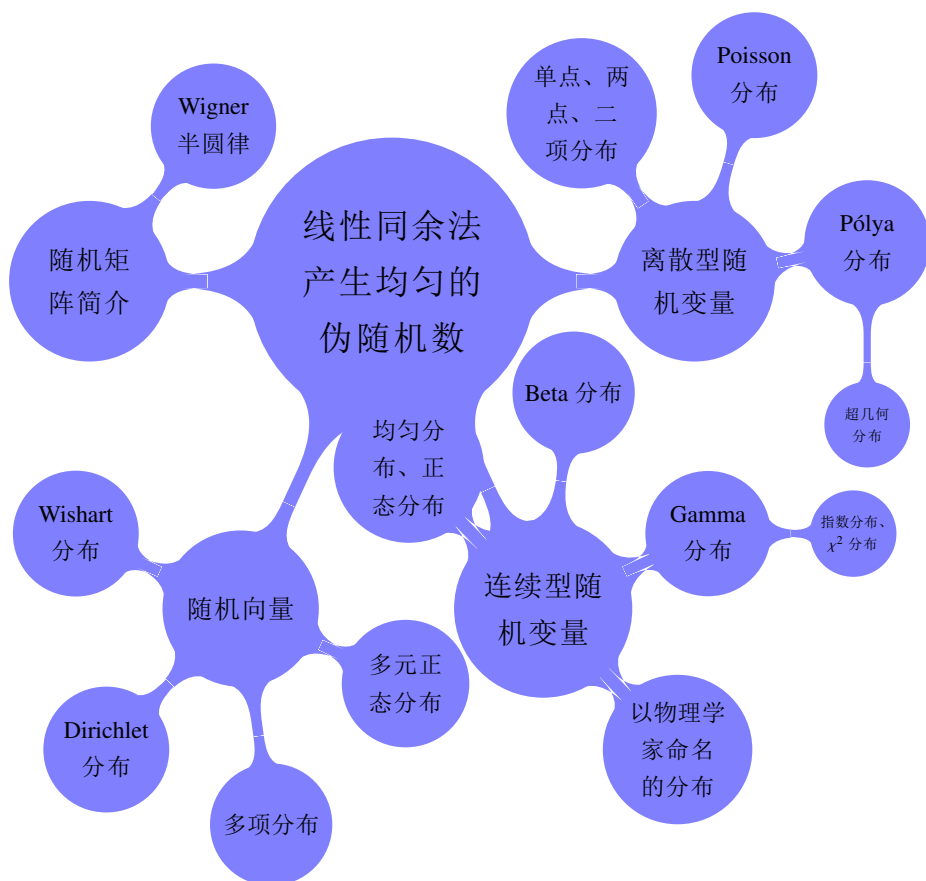 Wigner
半圆律
随机矩
阵简介
线性同余法
产生均匀的
伪随机数
单点、两
点、二
项分布
Poisson
分布
离散型随
机变量
Pólya
分布
超几何
分布
均匀分
布、正
态分布
Beta 分布
Gamma
分布
指数分布、
χ² 分布
连续型随
机变量
以物理学
家命名
的分布
Wishart
分布
随机向量
多元正
态分布
Dirichlet
分布
多项分布